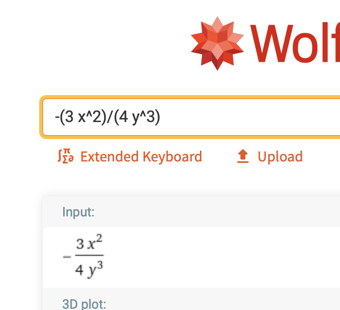 Wolf
-(3 x^2)/(4 y^3)
Extended Keyboard Upload
Input:
- 3 x²
4 y³
3D plot: